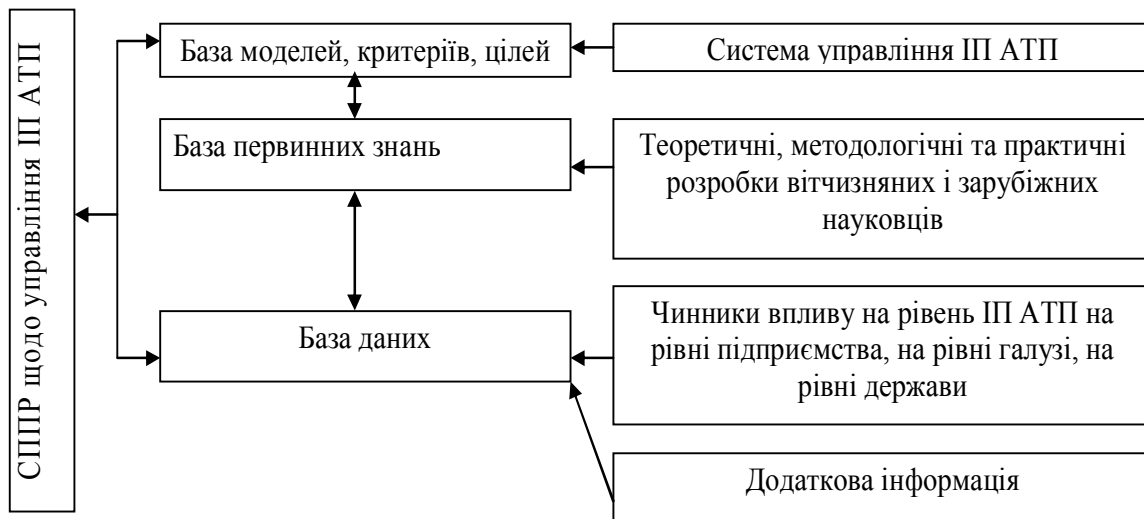 СППР щодо управління ІП АТП
База моделей, критеріїв, цілей
Система управління ІП АТП
База первинних знань
Теоретичні, методологічні та практичні
розробки вітчизняних і зарубіжних
науковців
База даних
Чинники впливу на рівень ІП АТП на
рівні підприємства, на рівні галузі, на
рівні держави
Додаткова інформація